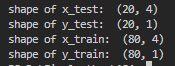 shape of x_test:  (20, 4)
shape of y_test:  (20, 1)
shape of x_train:  (80, 4)
shape of y_train:  (80, 1)